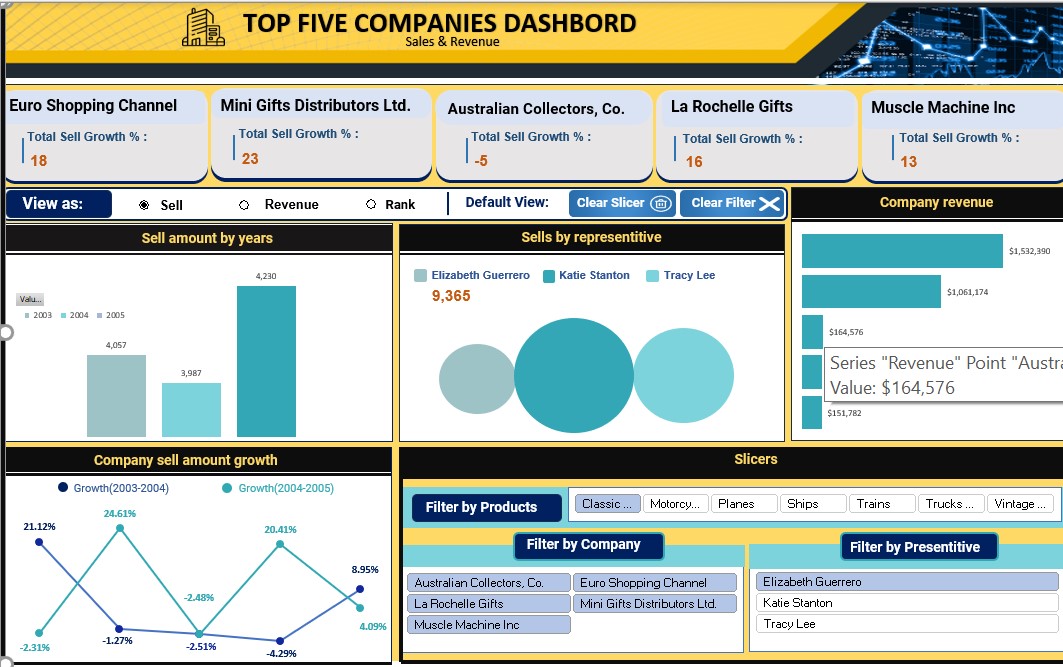 TOP FIVE COMPANIES DASHBORD
Sales & Revenue
Euro Shopping Channel
Total Sell Growth % :
18
Mini Gifts Distributors Ltd.
Total Sell Growth % :
23
Australian Collectors, Co.
Total Sell Growth % :
-5
La Rochelle Gifts
Total Sell Growth % :
16
Muscle Machine Inc
Total Sell Growth % :
13
View as:
Sell
Revenue
Rank
Default View:
Clear Slicer
Clear Filter
Sell amount by years
Valu...
2003 2004 2005
4,057
3,987
4,230
Sells by representitive
Elizabeth Guerrero Katie Stanton Tracy Lee
9,365
Company revenue
$1,532,390
$1,061,174
$164,576
Series "Revenue" Point "Austra
Value: $164,576
$151,782
Company sell amount growth
Growth(2003-2004) Growth(2004-2005)
21.12%
24.61%
20.41%
8.95%
-2.48%
-2.31%
-1.27%
-2.51%
-4.29%
4.09%
Slicers
Filter by Products
Classic ...
Motorcy...
Planes
Ships
Trains
Trucks ...
Vintage ...
Filter by Company
Australian Collectors, Co.
Euro Shopping Channel
La Rochelle Gifts
Mini Gifts Distributors Ltd.
Muscle Machine Inc
Filter by Presentitive
Elizabeth Guerrero
Katie Stanton
Tracy Lee